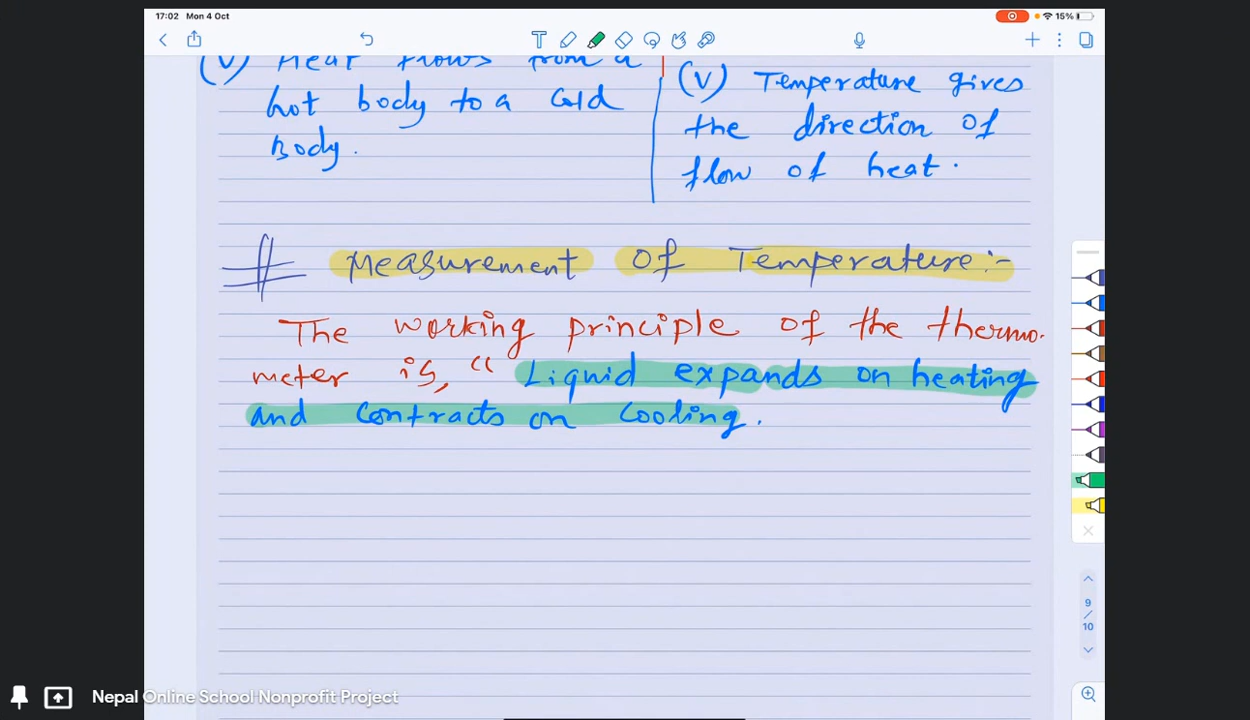 17:02 Mon 4 Oct
15%
(V) Heat flows from a
hot body to a cold
Body.
(V) Temperature gives
the direction of
flow of heat.
# Measurement of Temperature:-
The working principle of the thermo-
meter is, "Liquid expands on heating
and contracts on cooling.
9
/
10
Nepal Online School Nonprofit Project